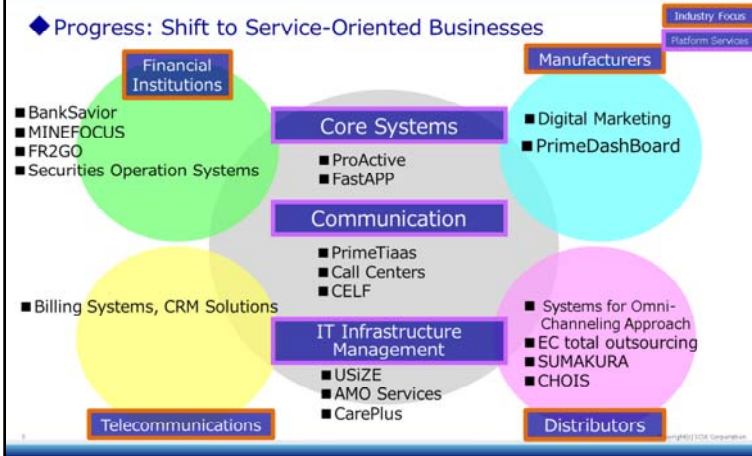 ◆Progress: Shift to Service-Oriented Businesses
Industry Focus
Platform Services
Financial
Institutions
■BankSavior
■MINEFOCUS
■FR2GO
■Securities Operation Systems
Core Systems
■ProActive
■FastAPP
Manufacturers
■Digital Marketing
■PrimeDashBoard
Communication
■PrimeTiaas
■Call Centers
■CELF
■Billing Systems, CRM Solutions
Telecommunications
IT Infrastructure
Management
■USiZE
■AMO Services
■CarePlus
■ Systems for Omni-
Channeling Approach
■EC total outsourcing
■SUMAKURA
■CHOIS
Distributors
Corporation